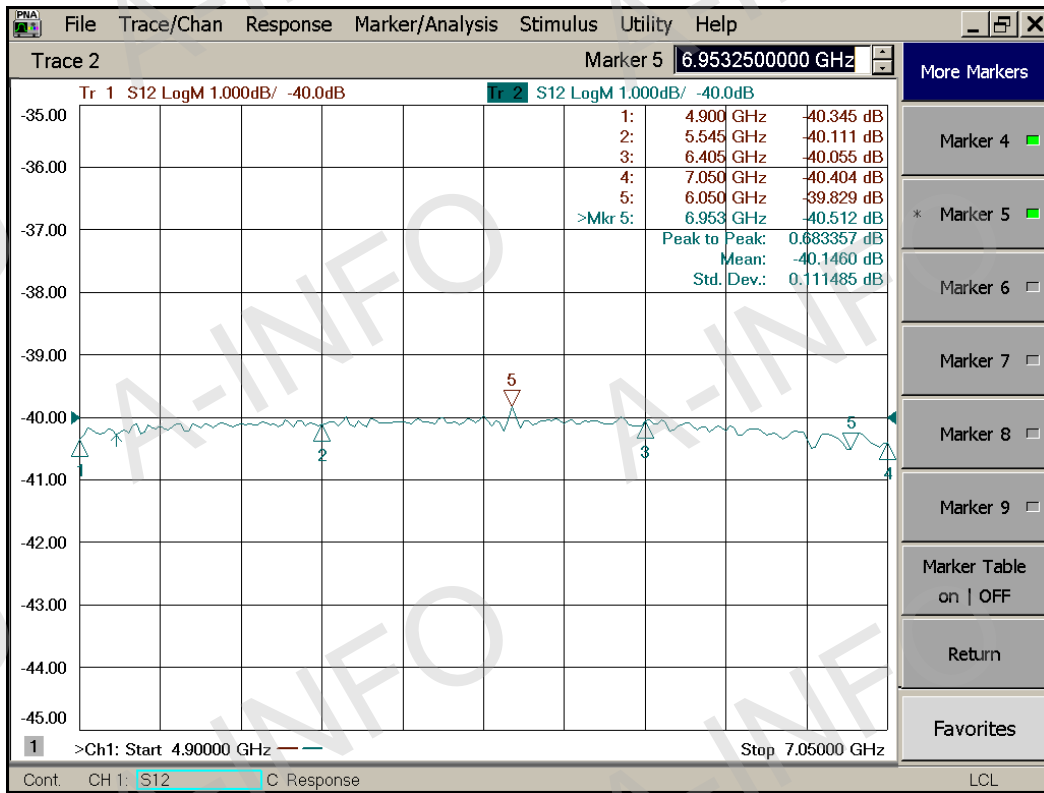 PNA File Trace/Chan Response Marker/Analysis Stimulus Utility Help
Trace 2 Marker 5 6.9532500000 GHz
Tr 1 S12 LogM 1.000dB/ -40.0dB Tr 2 S12 LogM 1.000dB/ -40.0dB
1: 4.900 GHz -40.345 dB
2: 5.545 GHz -40.111 dB
3: 6.405 GHz -40.055 dB
4: 7.050 GHz -40.404 dB
5: 6.050 GHz -39.829 dB
>Mkr 5: 6.953 GHz -40.512 dB
Peak to Peak: 0.683357 dB
Mean: -40.1460 dB
Std. Dev.: 0.111485 dB
-35.00
-36.00
-37.00
-38.00
-39.00
-40.00
-41.00
-42.00
-43.00
-44.00
-45.00
5
5
1
2
3
4
1 >Ch1: Start 4.90000 GHz Stop 7.05000 GHz
Cont. CH 1: S12 C Response LCL
More Markers
Marker 4
* Marker 5
Marker 6
Marker 7
Marker 8
Marker 9
Marker Table
on | OFF
Return
Favorites
A-INFO
A-INFO
A-INFO
A-INFO
A-INFO
A-INFO